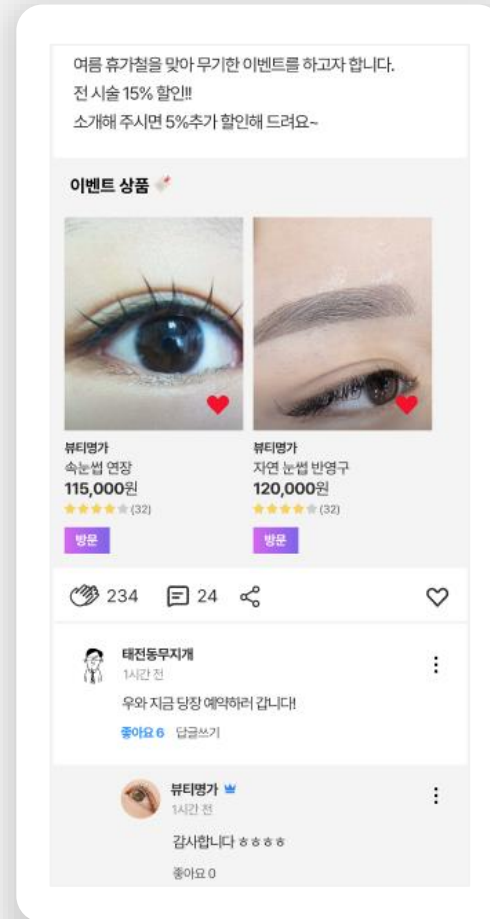 여름 휴가철을 맞아 무기한 이벤트를 하고자 합니다.
전 시술 15% 할인!!
소개해 주시면 5%추가 할인해 드려요~
이벤트 상품
뷰티명가
속눈썹 연장
115,000원
(32)
방문
뷰티명가
자연 눈썹 반영구
120,000원
(32)
방문
234
24
태전동무지개
1시간 전
우와 지금 당장 예약하러 갑니다!
좋아요 6 답글쓰기
뷰티명가
1시간 전
감사합니다 ㅎㅎㅎㅎ
좋아요 0